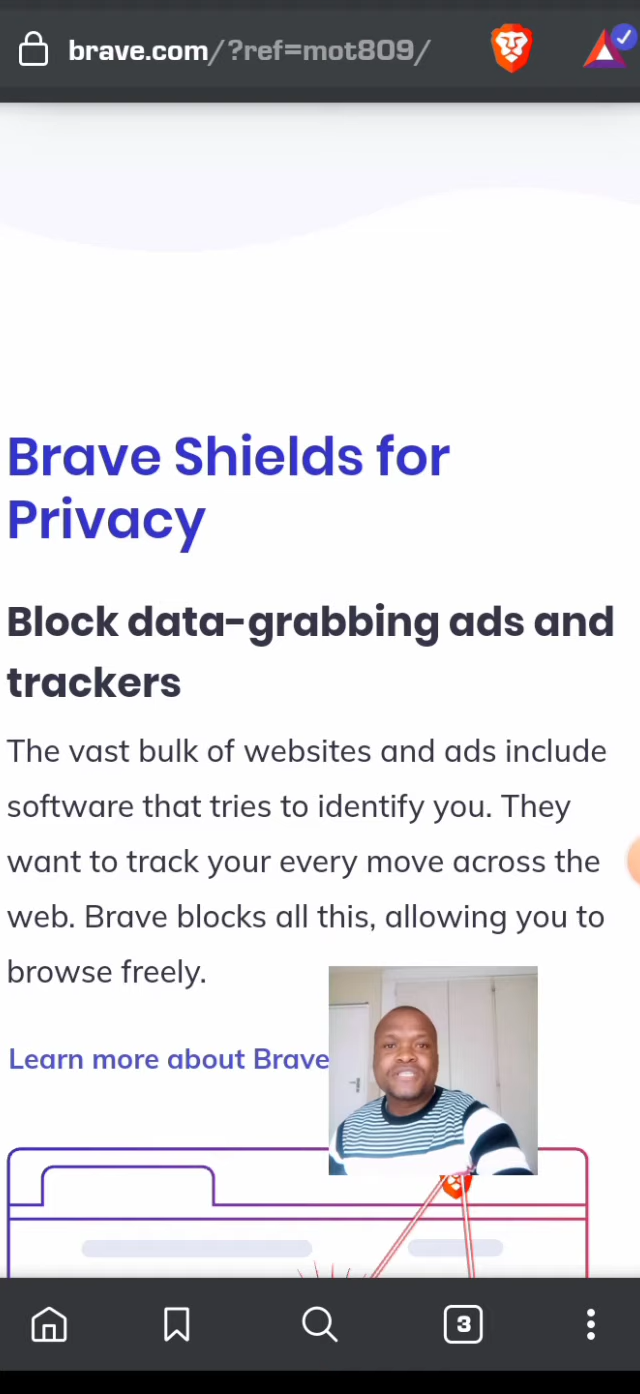 brave.com/?ref=mot809/
Brave Shields for
Privacy
Block data-grabbing ads and
trackers
The vast bulk of websites and ads include
software that tries to identify you. They
want to track your every move across the
web. Brave blocks all this, allowing you to
browse freely.
Learn more about Brave
3